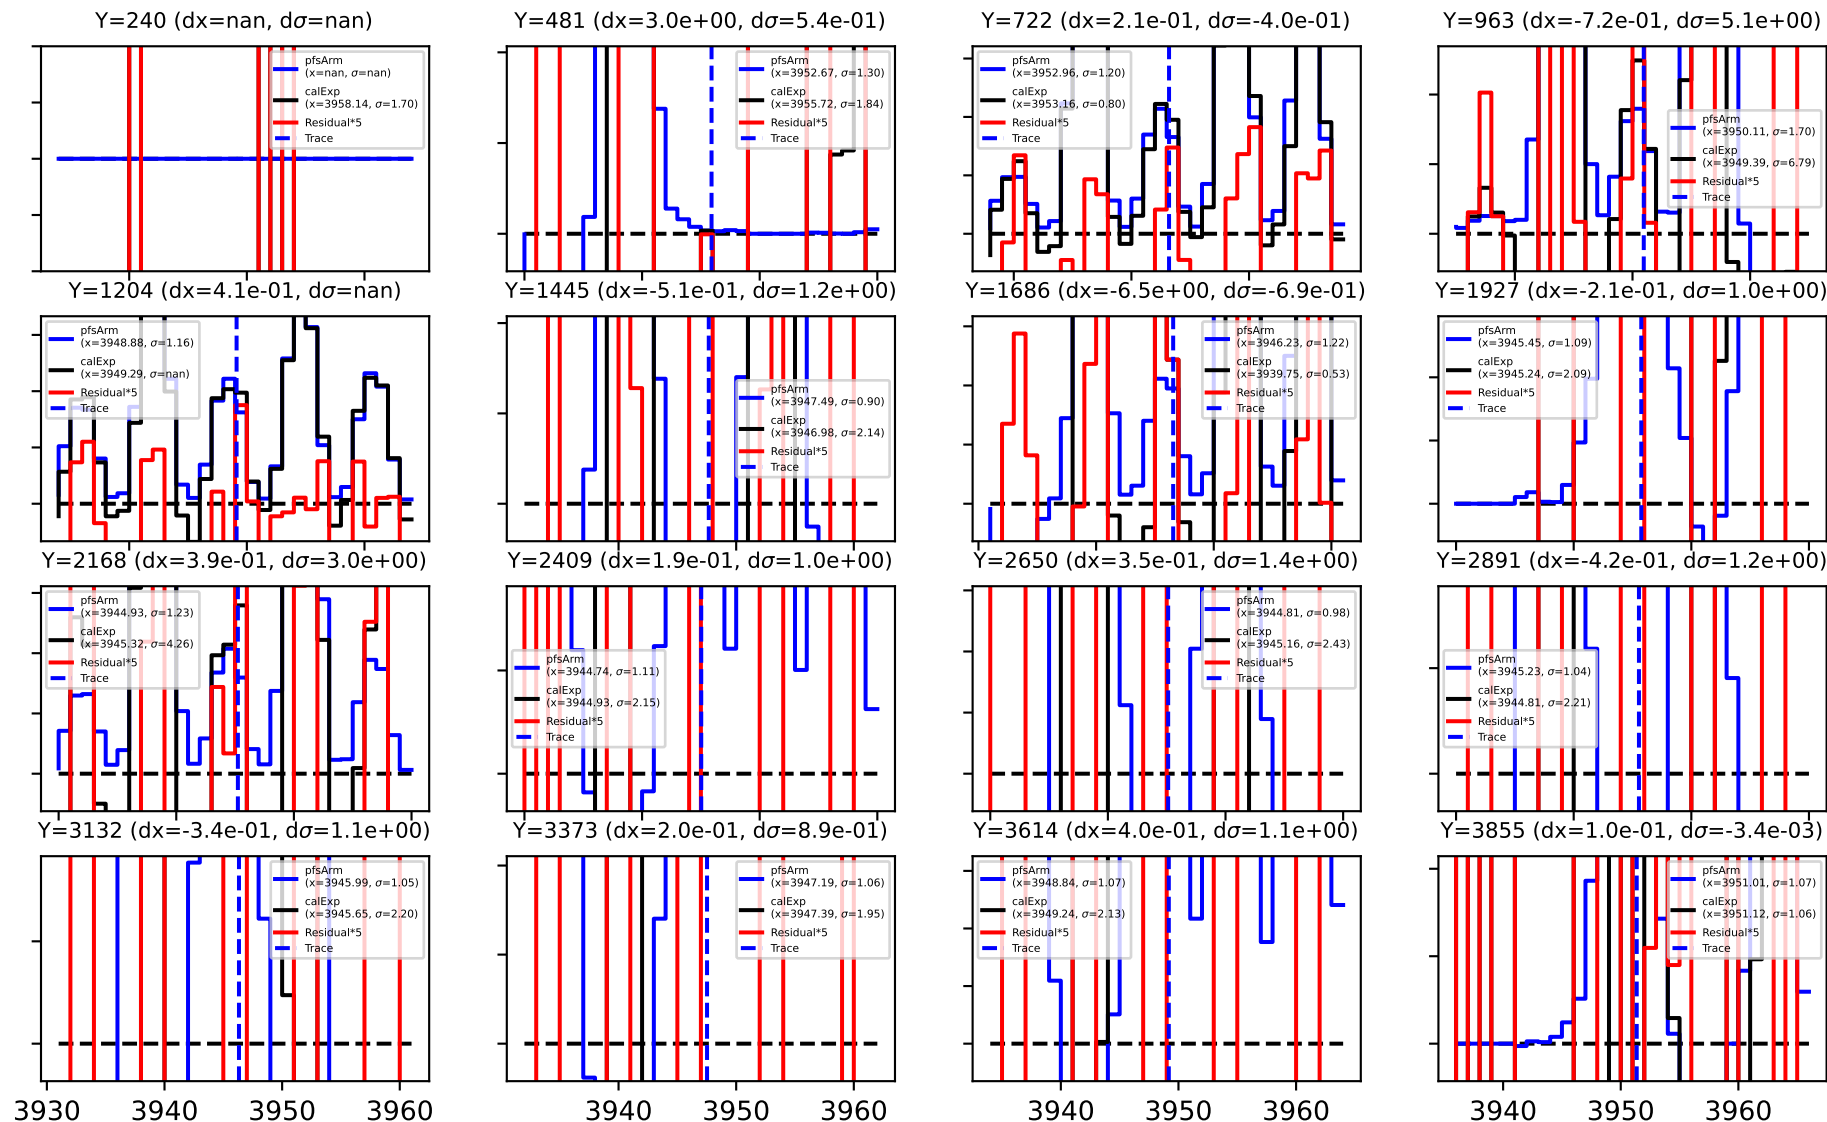 Y=240 (dx=nan, dσ=nan)
pfsArm
(x=nan, σ=nan)
calExp
(x=3958.14, σ=1.70)
Residual*5
Trace
Y=481 (dx=3.0e+00, dσ=5.4e-01)
pfsArm
(x=3952.67, σ=1.30)
calExp
(x=3955.72, σ=1.84)
Residual*5
Trace
Y=722 (dx=2.1e-01, dσ=-4.0e-01)
pfsArm
(x=3952.96, σ=1.20)
calExp
(x=3953.16, σ=0.80)
Residual*5
Trace
Y=963 (dx=-7.2e-01, dσ=5.1e+00)
pfsArm
(x=3950.11, σ=1.70)
calExp
(x=3949.39, σ=6.79)
Residual*5
Trace
Y=1204 (dx=4.1e-01, dσ=nan)
pfsArm
(x=3948.88, σ=1.16)
calExp
(x=3949.29, σ=nan)
Residual*5
Trace
Y=1445 (dx=-5.1e-01, dσ=1.2e+00)
pfsArm
(x=3947.49, σ=0.90)
calExp
(x=3946.98, σ=2.14)
Residual*5
Trace
Y=1686 (dx=-6.5e+00, dσ=-6.9e-01)
pfsArm
(x=3946.23, σ=1.22)
calExp
(x=3939.75, σ=0.53)
Residual*5
Trace
Y=1927 (dx=-2.1e-01, dσ=1.0e+00)
pfsArm
(x=3945.45, σ=1.09)
calExp
(x=3945.24, σ=2.09)
Residual*5
Trace
Y=2168 (dx=3.9e-01, dσ=3.0e+00)
pfsArm
(x=3944.93, σ=1.23)
calExp
(x=3945.32, σ=4.26)
Residual*5
Trace
Y=2409 (dx=1.9e-01, dσ=1.0e+00)
pfsArm
(x=3944.74, σ=1.11)
calExp
(x=3944.93, σ=2.15)
Residual*5
Trace
Y=2650 (dx=3.5e-01, dσ=1.4e+00)
pfsArm
(x=3944.81, σ=0.98)
calExp
(x=3945.16, σ=2.43)
Residual*5
Trace
Y=2891 (dx=-4.2e-01, dσ=1.2e+00)
pfsArm
(x=3945.23, σ=1.04)
calExp
(x=3944.81, σ=2.21)
Residual*5
Trace
Y=3132 (dx=-3.4e-01, dσ=1.1e+00)
pfsArm
(x=3945.99, σ=1.05)
calExp
(x=3945.65, σ=2.20)
Residual*5
Trace
Y=3373 (dx=2.0e-01, dσ=8.9e-01)
pfsArm
(x=3947.19, σ=1.06)
calExp
(x=3947.39, σ=1.95)
Residual*5
Trace
Y=3614 (dx=4.0e-01, dσ=1.1e+00)
pfsArm
(x=3948.84, σ=1.07)
calExp
(x=3949.24, σ=2.13)
Residual*5
Trace
Y=3855 (dx=1.0e-01, dσ=-3.4e-03)
pfsArm
(x=3951.01, σ=1.07)
calExp
(x=3951.12, σ=1.06)
Residual*5
Trace
3930 3940 3950 3960
3940 3950 3960
3940 3950 3960
3940 3950 3960